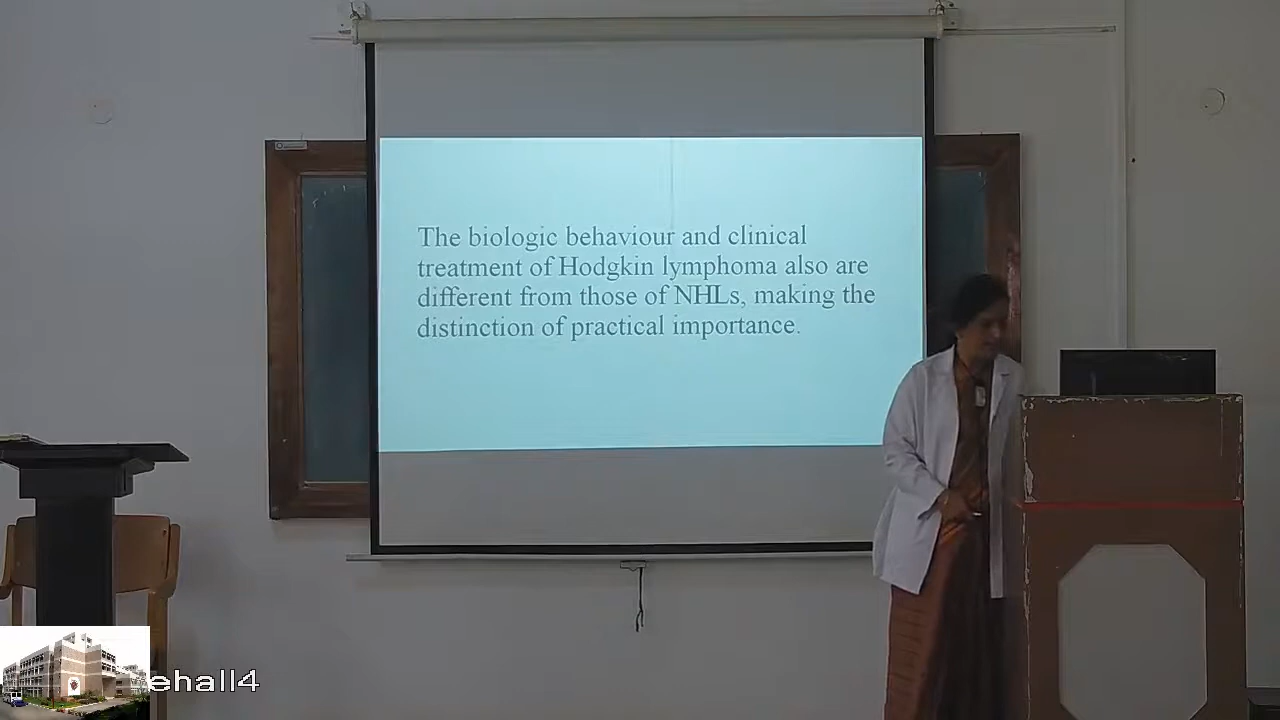 The biologic behaviour and clinical
treatment of Hodgkin lymphoma also are
different from those of NHLs, making the
distinction of practical importance.
ehall4